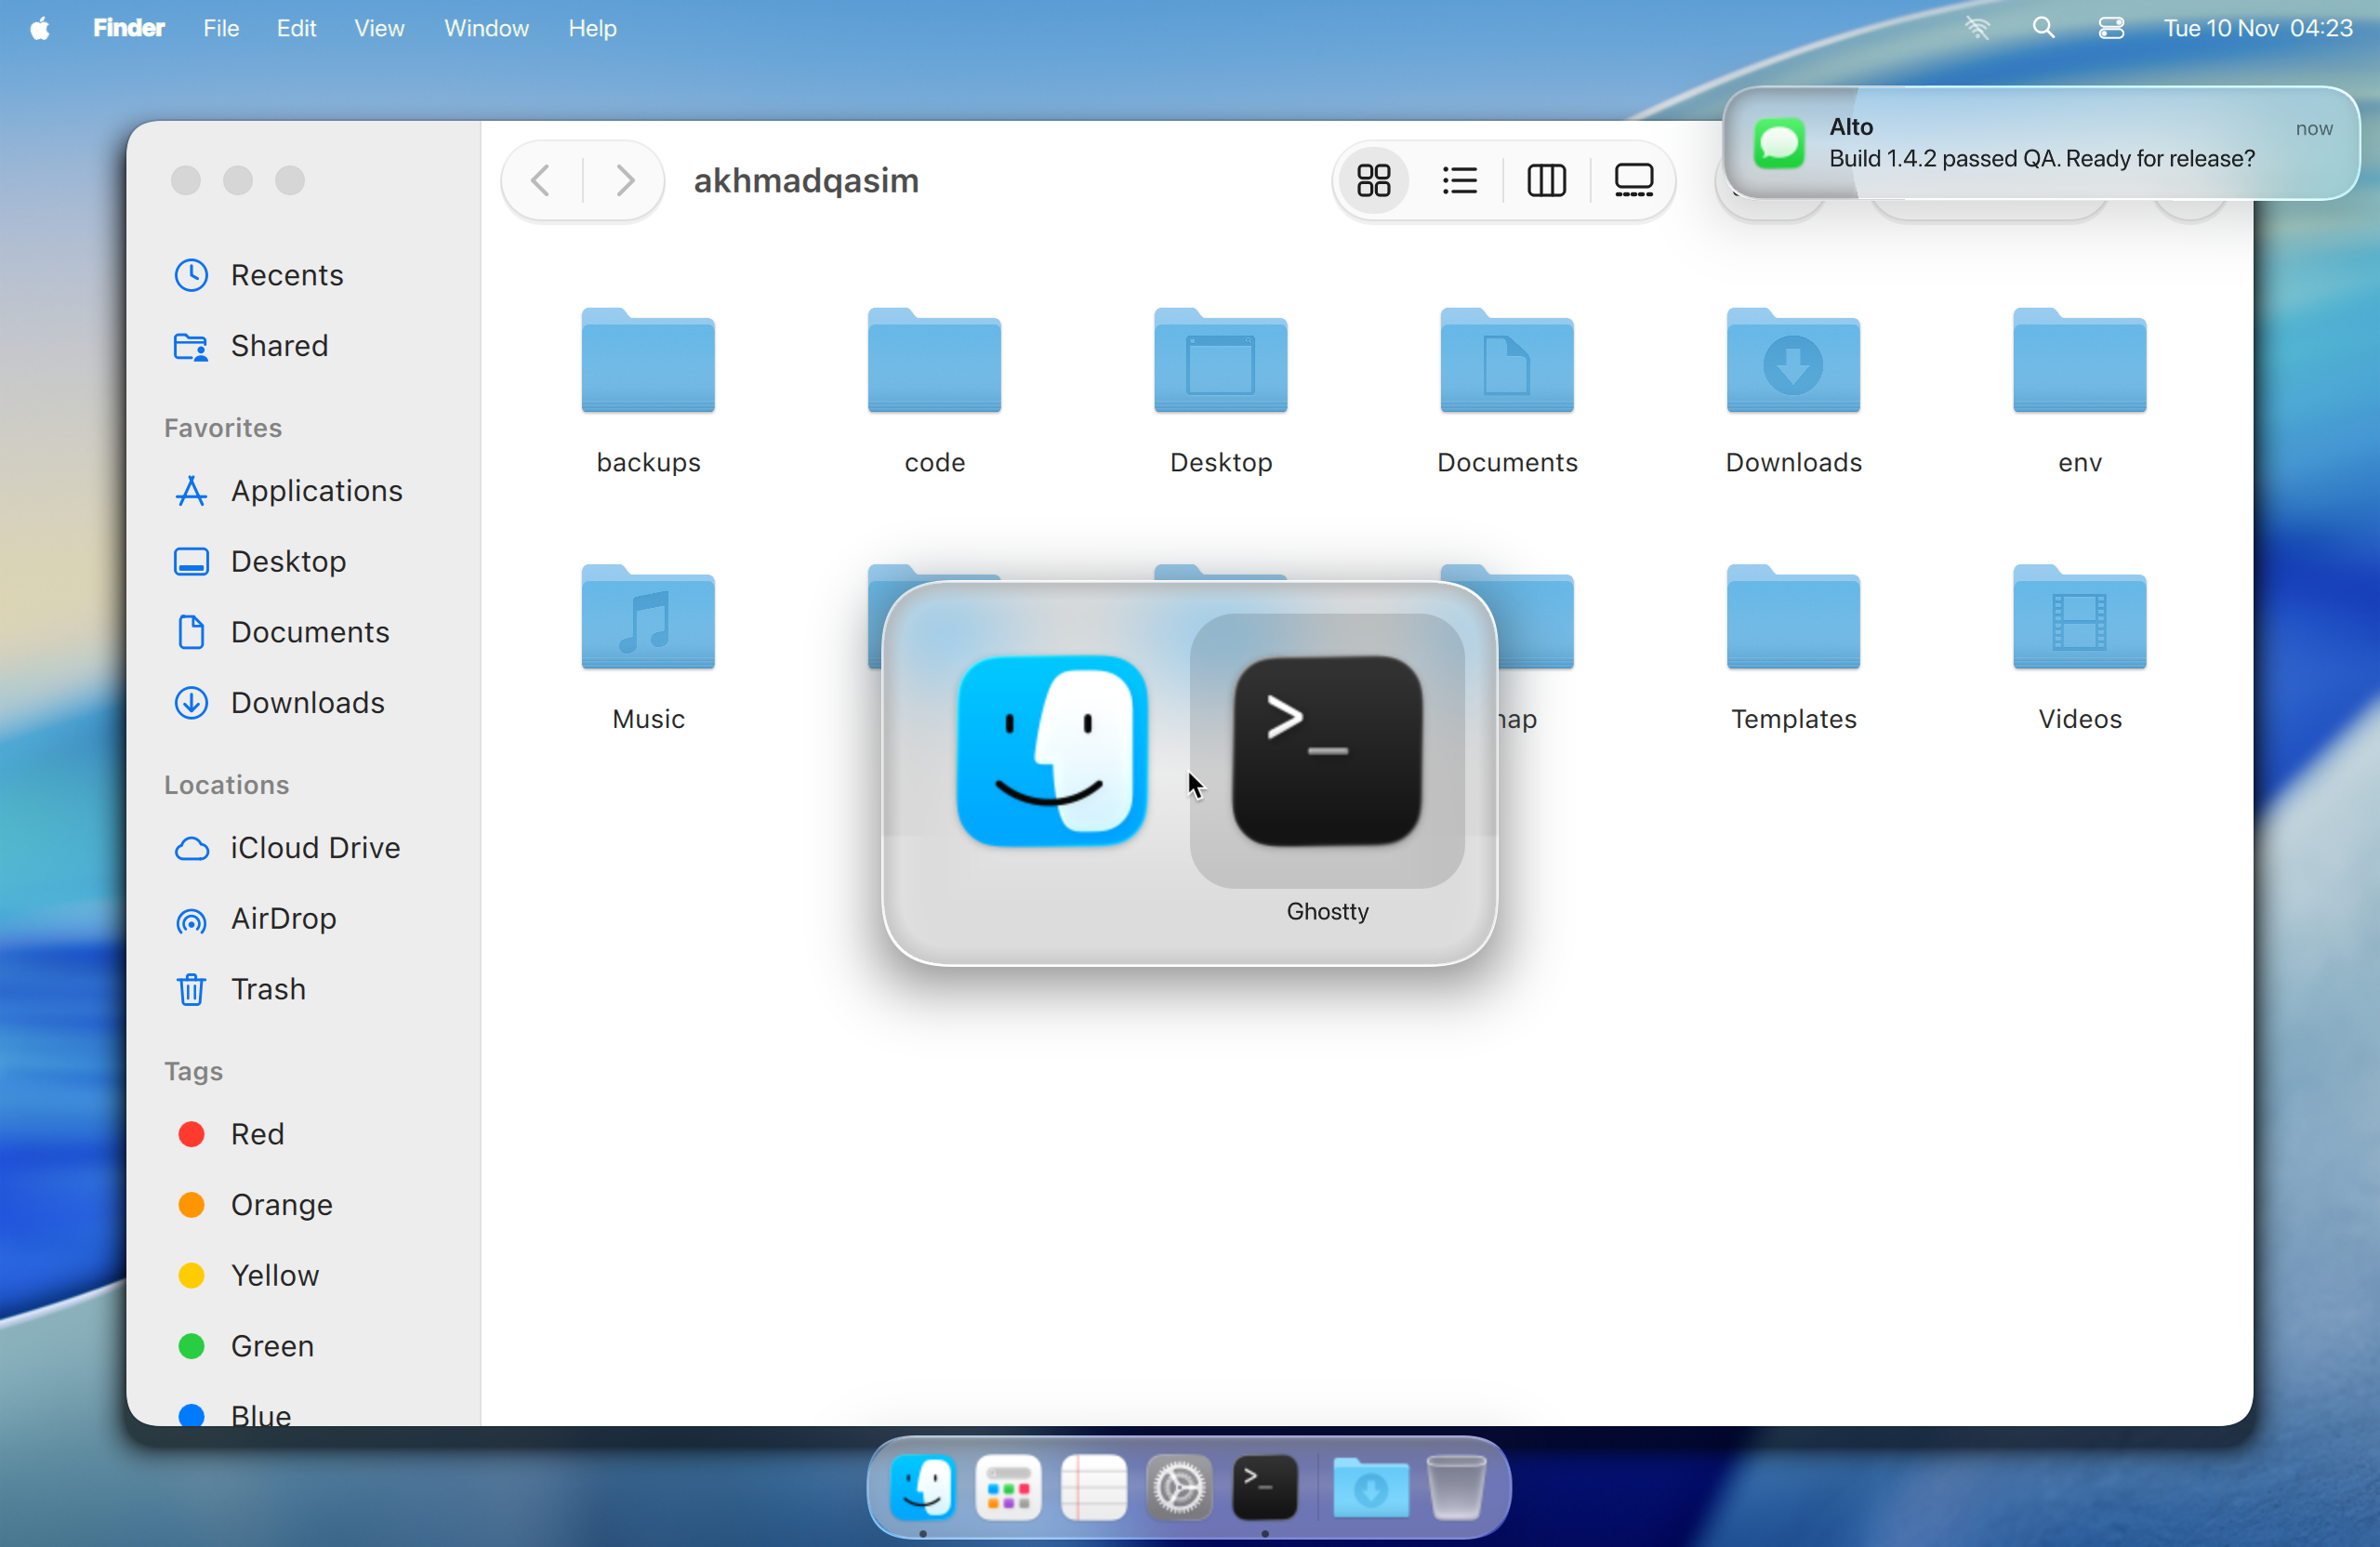 Finder File Edit View Window Help
Tue 10 Nov 04:23
Alto
now
Build 1.4.2 passed QA. Ready for release?
akhmadqasim
Recents
Shared
Favorites
Applications
Desktop
Documents
Downloads
Locations
iCloud Drive
AirDrop
Trash
Tags
Red
Orange
Yellow
Green
Blue
backups
code
Desktop
Documents
Downloads
env
Music
Templates
Videos
>_
Ghostty
>_